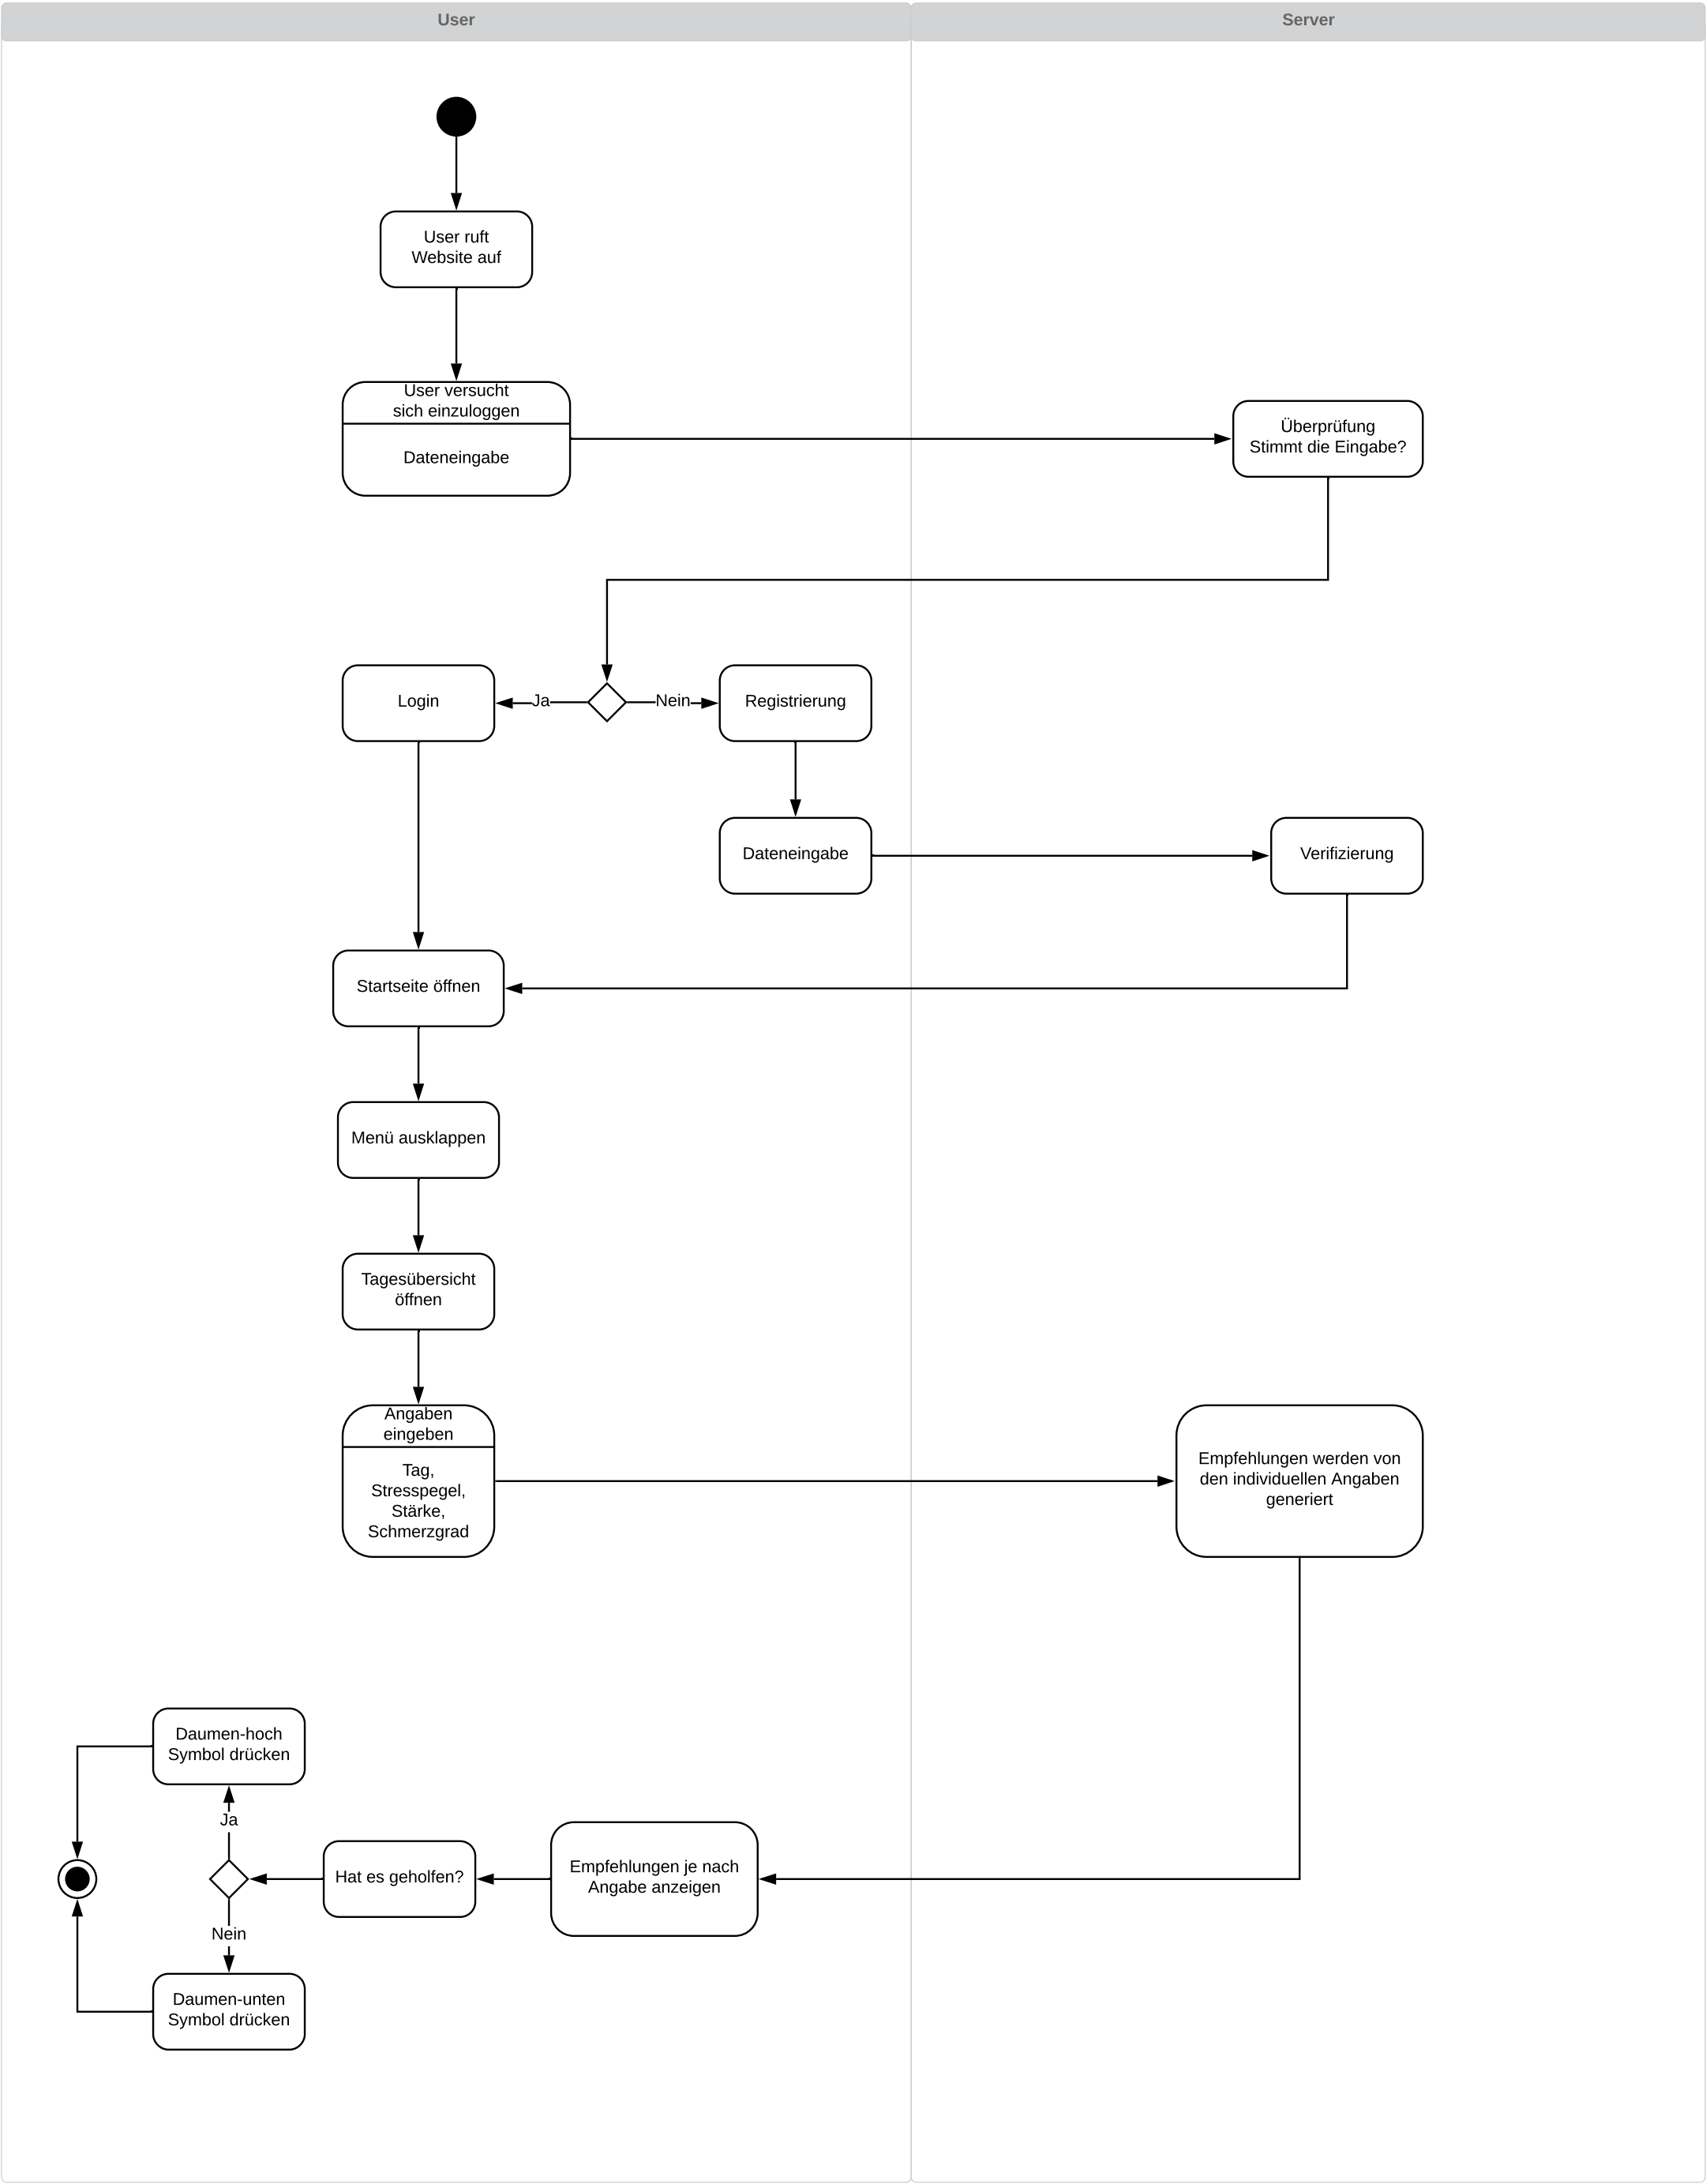 User
Server
User ruft
Website auf
User versucht
sich einzuloggen
Dateneingabe
Überprüfung
Stimmt die Eingabe?
Login
Ja
Nein
Registrierung
Dateneingabe
Verifizierung
Startseite öffnen
Menü ausklappen
Tagesübersicht
öffnen
Angaben
eingeben
Tag,
Stresspegel,
Stärke,
Schmerzgrad
Empfehlungen werden von
den individuellen Angaben
generiert
Daumen-hoch
Symbol drücken
Ja
Hat es geholfen?
Empfehlungen je nach
Angabe anzeigen
Nein
Daumen-unten
Symbol drücken